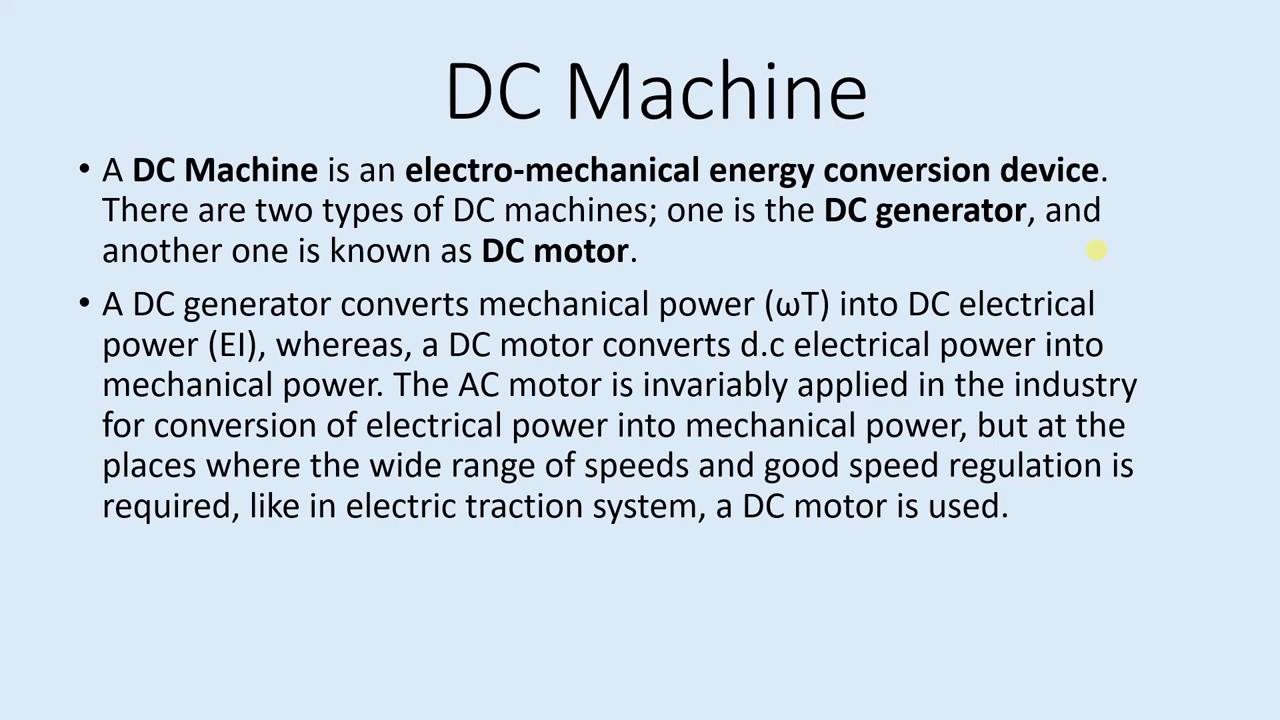 DC Machine
• A DC Machine is an electro-mechanical energy conversion device.
There are two types of DC machines; one is the DC generator, and
another one is known as DC motor.
• A DC generator converts mechanical power (ωT) into DC electrical
power (EI), whereas, a DC motor converts d.c electrical power into
mechanical power. The AC motor is invariably applied in the industry
for conversion of electrical power into mechanical power, but at the
places where the wide range of speeds and good speed regulation is
required, like in electric traction system, a DC motor is used.